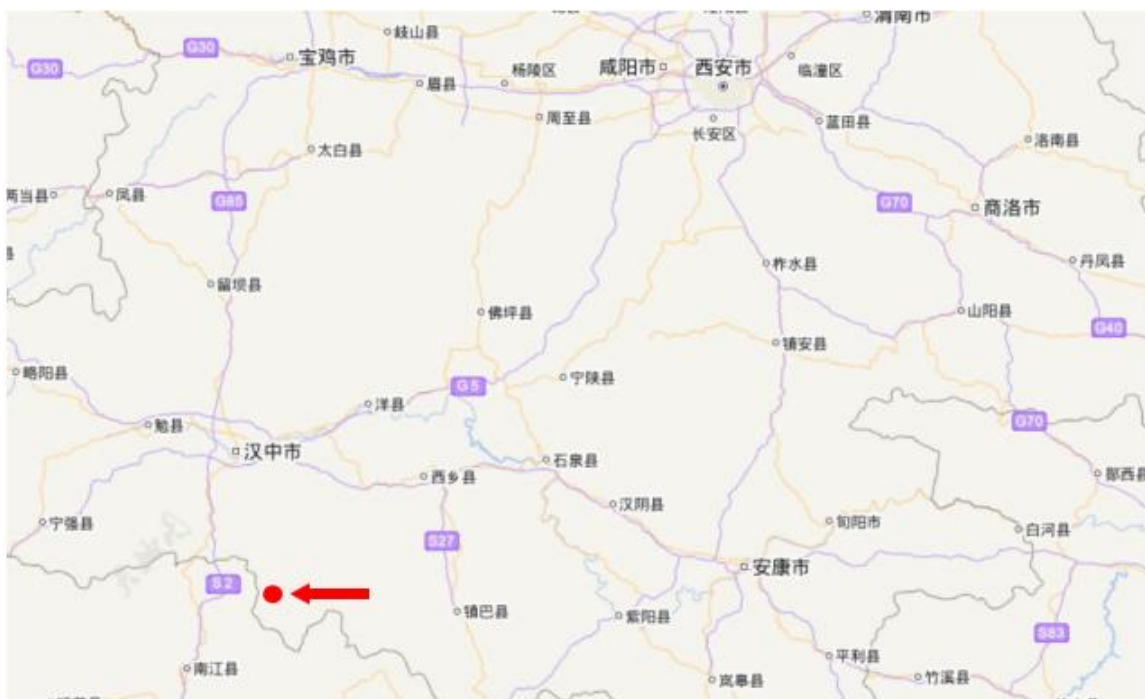 渭南市
岐山县
G30
宝鸡市
咸阳市
西安市
临潼区
G30
杨陵区
眉县
周至县
蓝田县
长安区
洛南县
太白县
两当县
凤县
G85
G70
商洛市
柞水县
丹凤县
县
留坝县
佛坪县
山阳县
G40
镇安县
略阳县
宁陕县
G5
洋县
勉县
G70
汉中市
石泉县
西乡县
郧西县
汉阴县
宁强县
旬阳市
白河县
S27
安康市
S2
镇巴县
紫阳县
S83
平利县
南江县
竹溪县
岚皋县